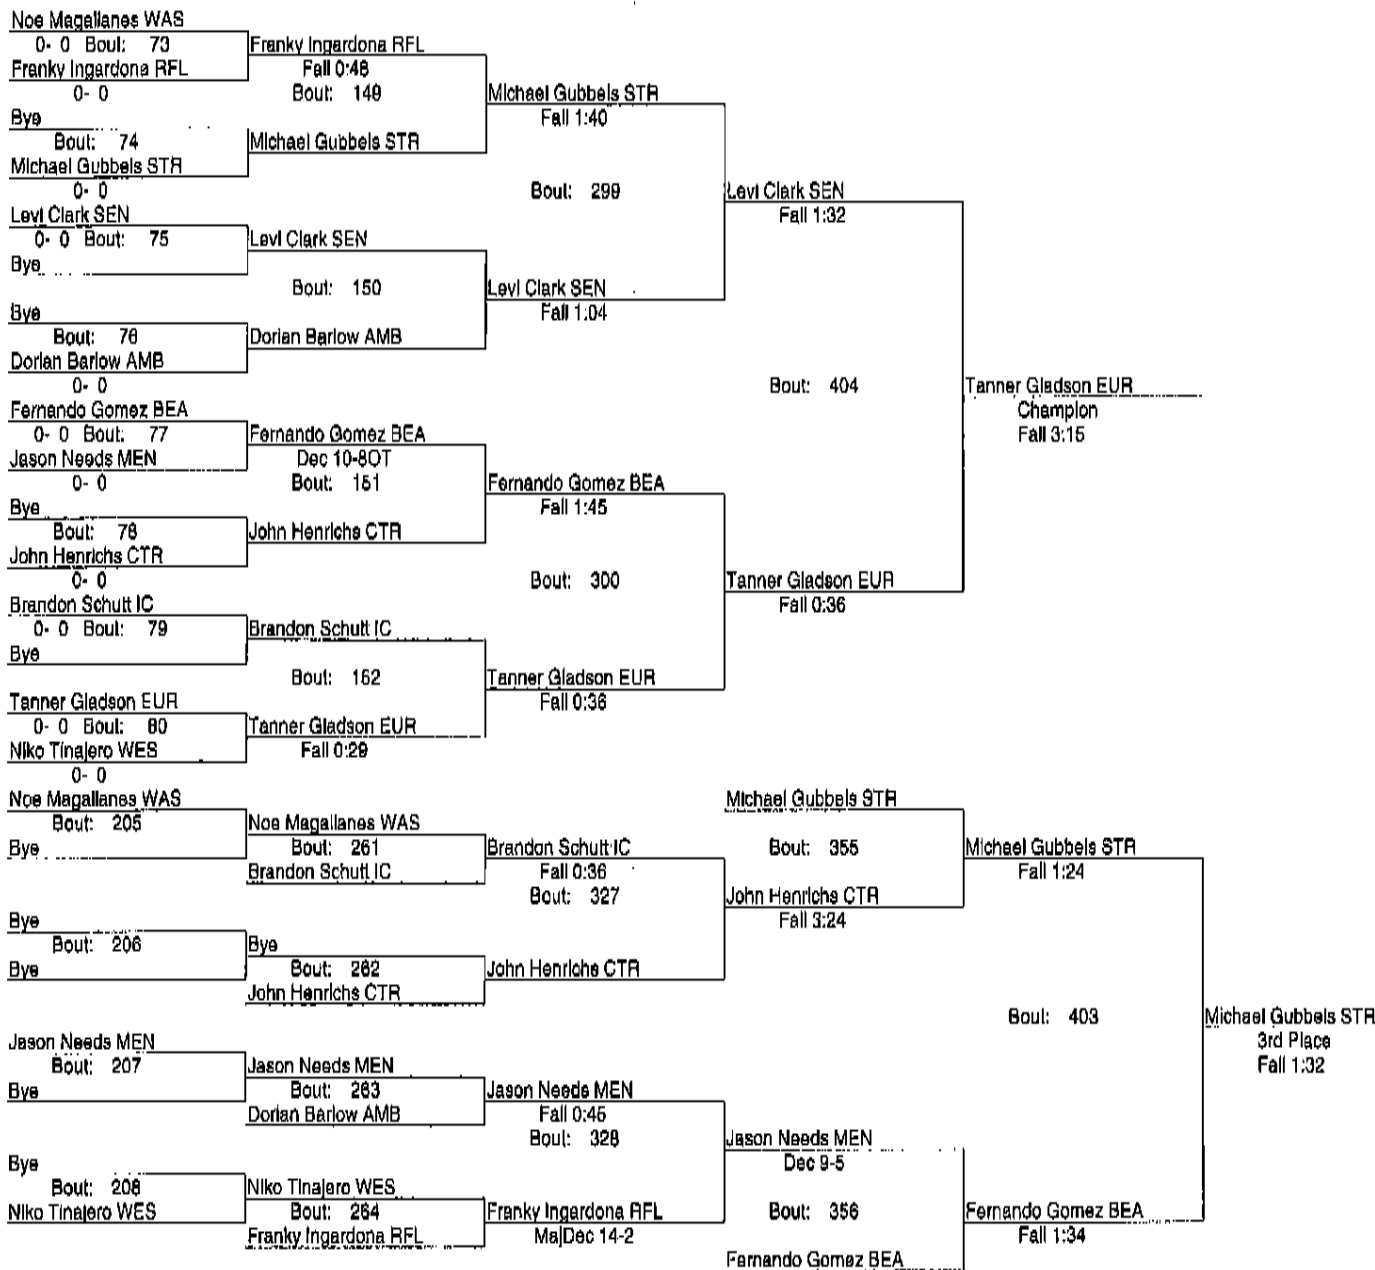 Noe Magallanes WAS
0- 0 Bout: 73
Franky Ingardona RFL
0- 0
Bye
Bout: 74
Michael Gubbels STR
0- 0
Levi Clark SEN
0- 0 Bout: 75
Bye
Bye
Bout: 76
Dorian Barlow AMB
0- 0
Fernando Gomez BEA
0- 0 Bout: 77
Jason Needs MEN
0- 0
Bye
Bout: 78
John Henrichs CTR
0- 0
Brandon Schutt IC
0- 0 Bout: 79
Bye
Tanner Gladson EUR
0- 0 Bout: 80
Niko Tinajero WES
0- 0
Franky Ingardona RFL
Fall 0:48
Bout: 149
Michael Gubbels STR
Levi Clark SEN
Bout: 150
Dorian Barlow AMB
Fernando Gomez BEA
Dec 10-8OT
Bout: 151
John Henrichs CTR
Brandon Schutt IC
Bout: 152
Tanner Gladson EUR
Fall 0:29
Michael Gubbels STR
Fall 1:40
Bout: 299
Levi Clark SEN
Fall 1:04
Fernando Gomez BEA
Fall 1:45
Bout: 300
Tanner Gladson EUR
Fall 0:36
Levi Clark SEN
Fall 1:32
Bout: 404
Tanner Gladson EUR
Fall 0:36
Tanner Gladson EUR
Champion
Fall 3:15
Noe Magallanes WAS
Bout: 205
Bye
Bye
Bout: 206
Bye
Jason Needs MEN
Bout: 207
Bye
Bye
Bout: 208
Niko Tinajero WES
Noe Magallanes WAS
Bout: 261
Brandon Schutt IC
Bye
Bout: 262
John Henrichs CTR
Jason Needs MEN
Bout: 263
Dorian Barlow AMB
Niko Tinajero WES
Bout: 264
Franky Ingardona RFL
Brandon Schutt IC
Fall 0:36
Bout: 327
John Henrichs CTR
Jason Needs MEN
Fall 0:45
Bout: 328
Franky Ingardona RFL
MajDec 14-2
Michael Gubbels STR
Bout: 355
John Henrichs CTR
Fall 3:24
Jason Needs MEN
Dec 9-5
Bout: 356
Fernando Gomez BEA
Michael Gubbels STR
Fall 1:24
Bout: 403
Fernando Gomez BEA
Fall 1:34
Michael Gubbels STR
3rd Place
Fall 1:32